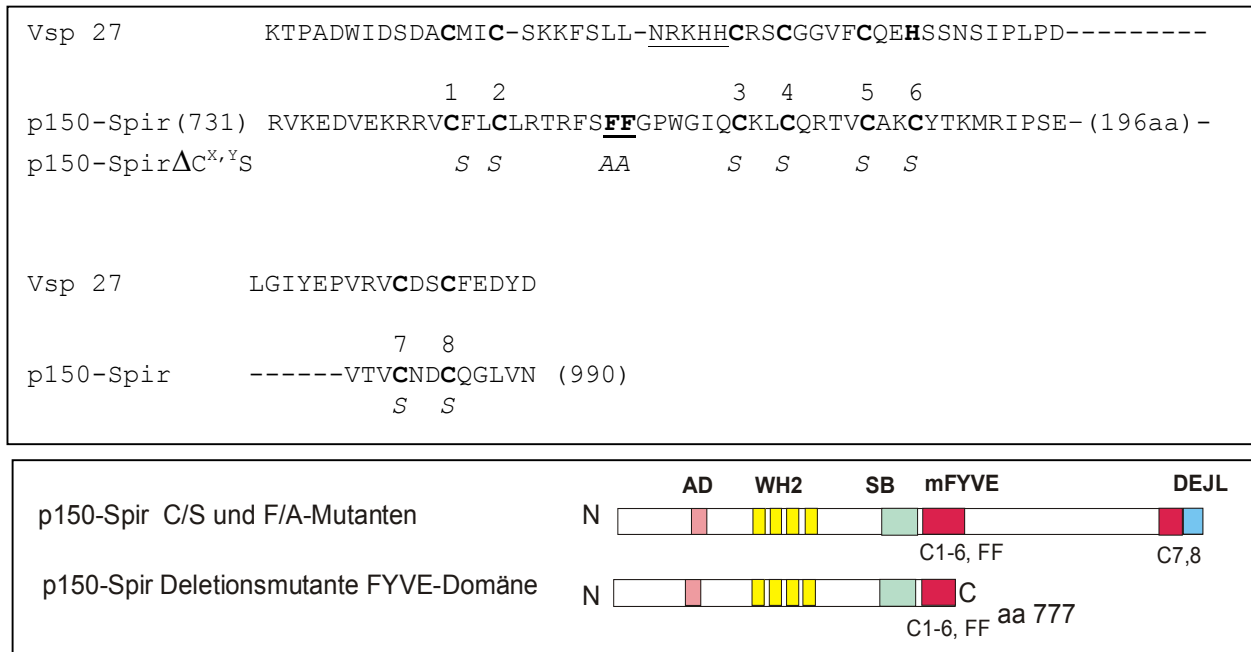 Vsp 27 KTPADWIDSDACMIC-SKKFSLL-NRKHHCRSCGGVFCQEHSSNSIPLPD---------
1 2 3 4 5 6
p150-Spir(731) RVKEDVEKRRVCFLCLRTRFSFFGPWGIQCKLCQRTVCAKCYTKMRIPSE-(196aa)-
p150-SpirΔCX,YS S S AA S S S S
Vsp 27 LGIYEPVRVCDSCFEDYD
7 8
p150-Spir ------VTVCNDCQGLVN (990)
S S
AD WH2 SB mFYVE DEJL
p150-Spir C/S und F/A-Mutanten N
C1-6, FF C7,8
p150-Spir Deletionsmutante FYVE-Domäne N C
C1-6, FF aa 777